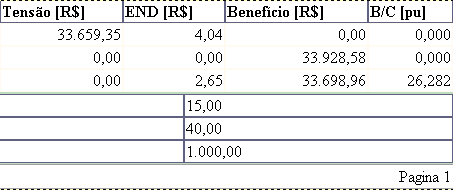 Tensão [R$] END [R$] Benefício [R$] B/C [pu]
33.659,35 4,04 0,00 0,000
0,00 0,00 33.928,58 0,000
0,00 2,65 33.698,96 26,282
15,00
40,00
1.000,00
Pagina 1